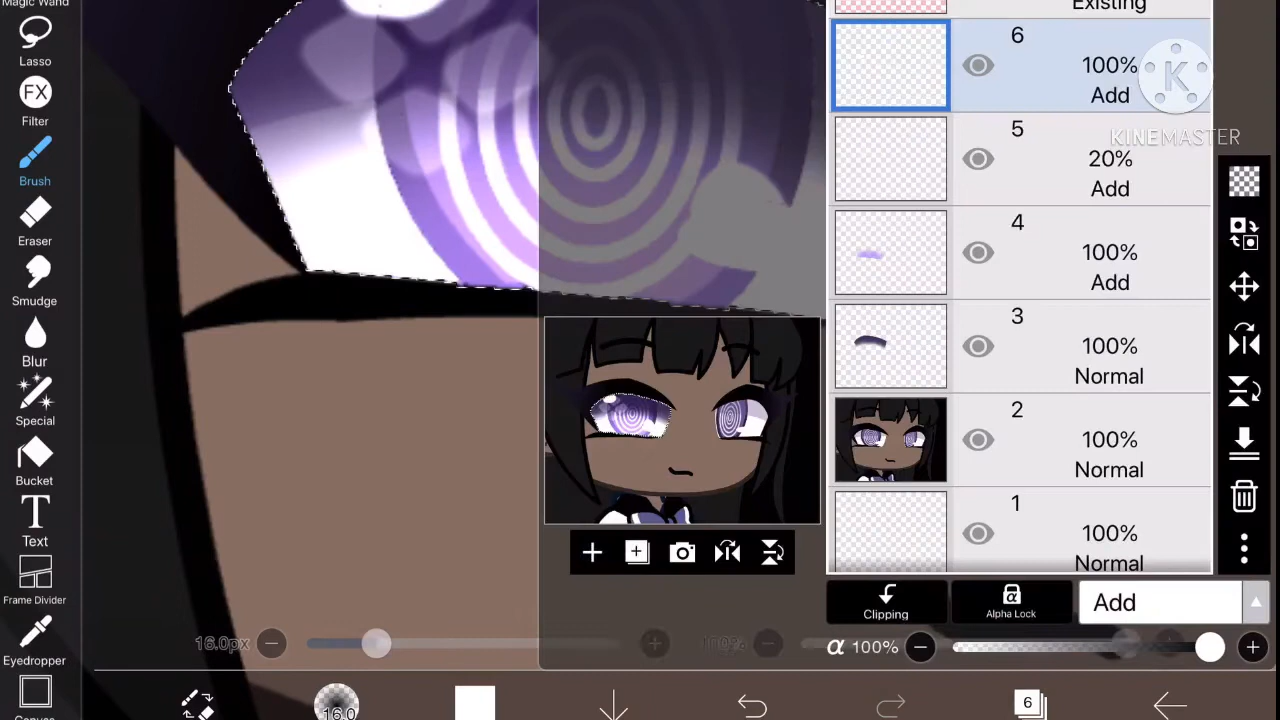 Magic Wand
Lasso
FX
Filter
Brush
Eraser
Smudge
Blur
Special
Bucket
T
Text
Frame Divider
Eyedropper
Canvas
Existing
6
100%
Add
5
20%
Add
4
100%
Add
3
100%
Normal
2
100%
Normal
1
100%
Normal
K
KINEMASTER
Clipping
α
Alpha Lock
Add
16.0px
100%
α 100%
16.0
6